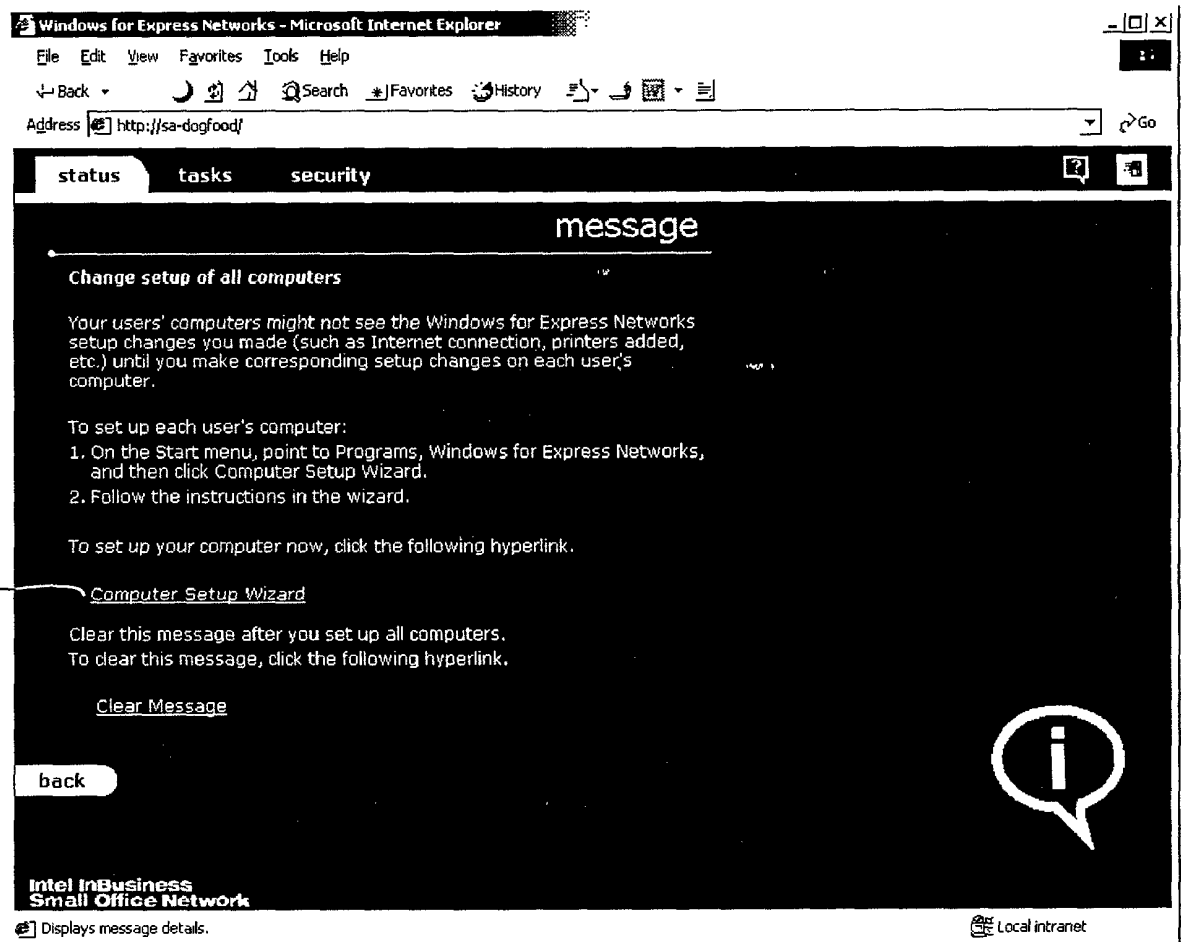 Windows for Express Networks - Microsoft Internet Explorer
File Edit View Favorites Tools Help
Back Search Favorites History
Address http://sa-dogfood/ Go
status tasks security
message
Change setup of all computers
Your users' computers might not see the Windows for Express Networks
setup changes you made (such as Internet connection, printers added,
etc.) until you make corresponding setup changes on each user's
computer.
To set up each user's computer:
1. On the Start menu, point to Programs, Windows for Express Networks,
and then click Computer Setup Wizard.
2. Follow the instructions in the wizard.
To set up your computer now, click the following hyperlink.
Computer Setup Wizard
Clear this message after you set up all computers.
To clear this message, click the following hyperlink.
Clear Message
back
Intel InBusiness
Small Office Network
Displays message details. Local intranet